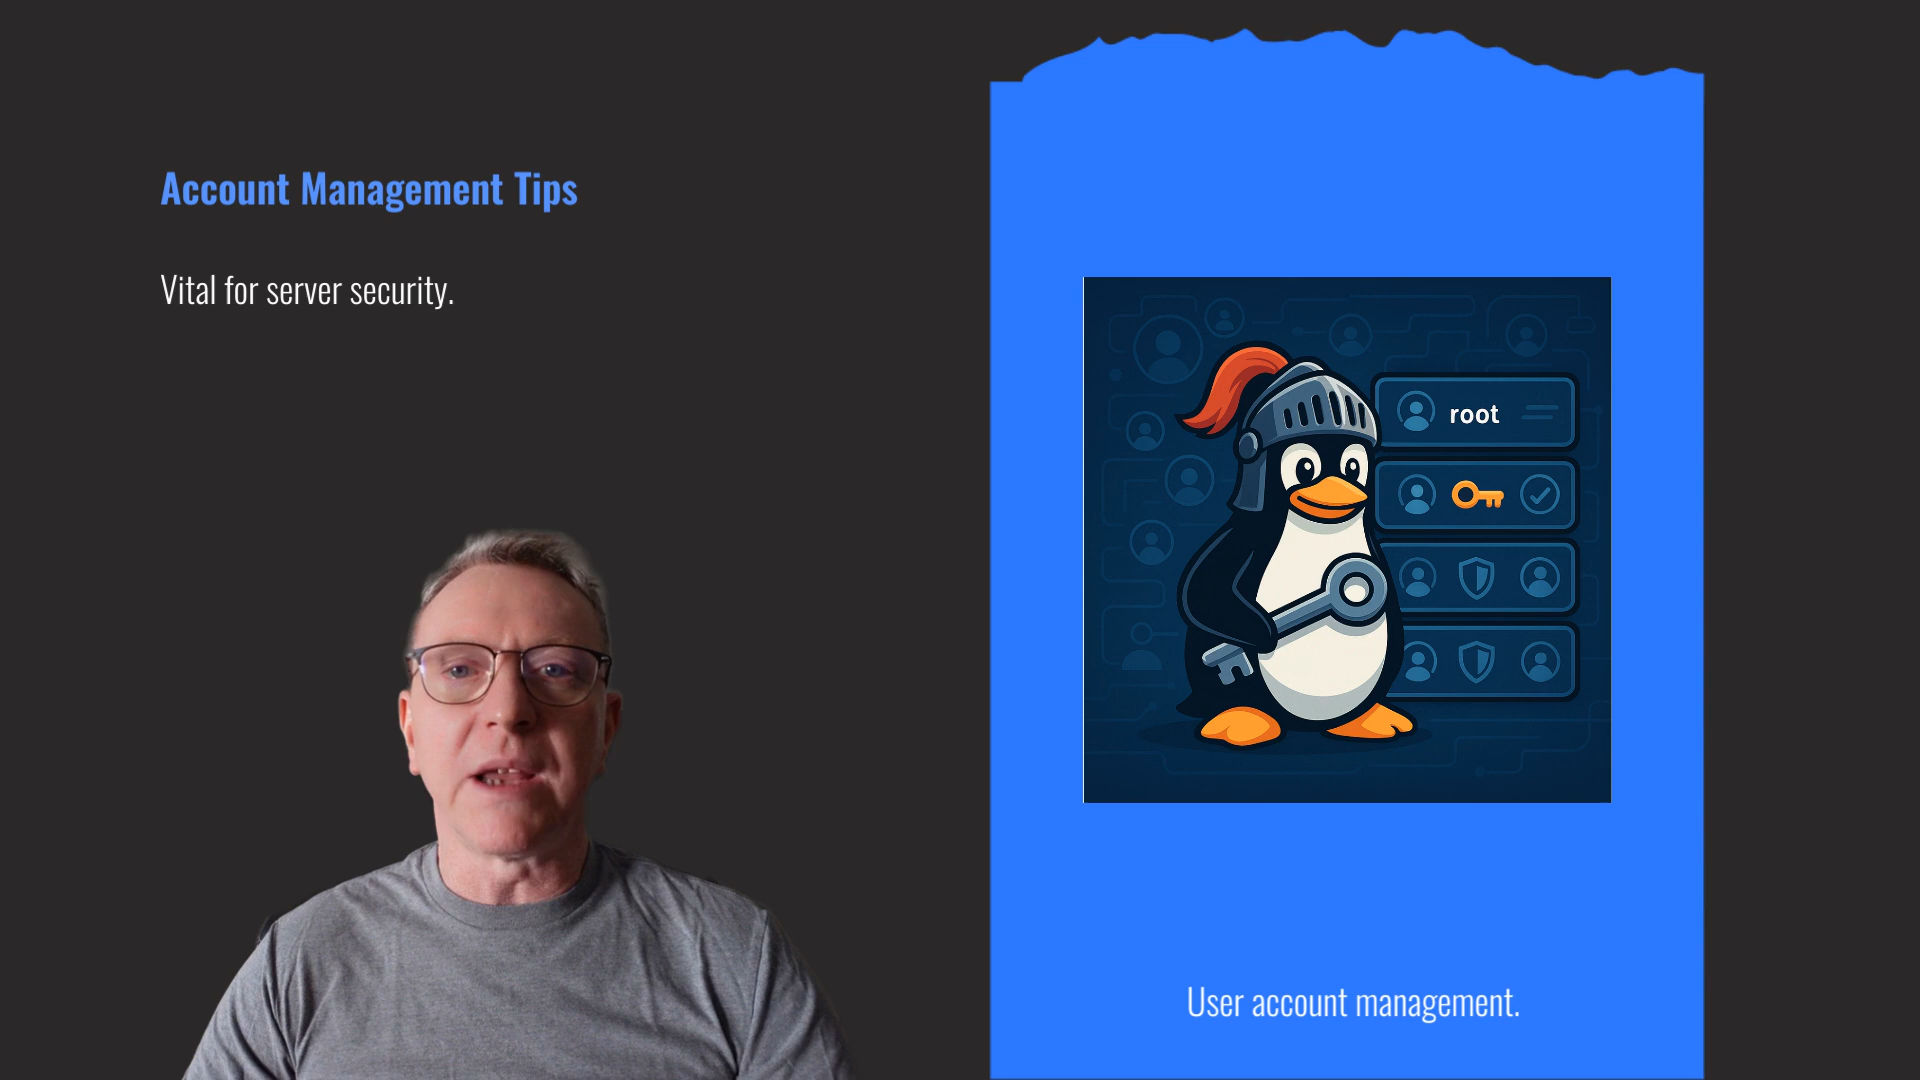 Account Management Tips
Vital for server security.
root
User account management.